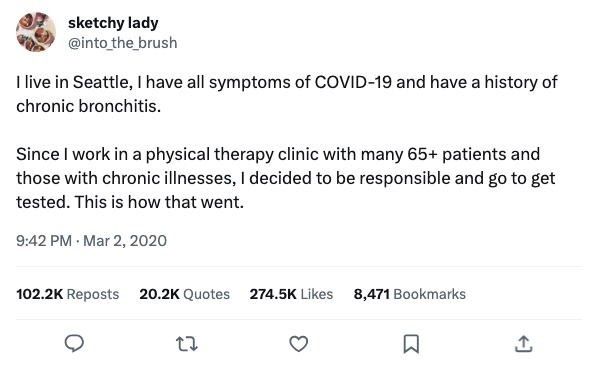 sketchy lady
@into_the_brush
I live in Seattle, I have all symptoms of COVID-19 and have a history of
chronic bronchitis.
Since I work in a physical therapy clinic with many 65+ patients and
those with chronic illnesses, I decided to be responsible and go to get
tested. This is how that went.
9:42 PM · Mar 2, 2020
102.2K Reposts 20.2K Quotes 274.5K Likes 8,471 Bookmarks